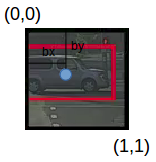 (0,0)
by
bx
(1,1)